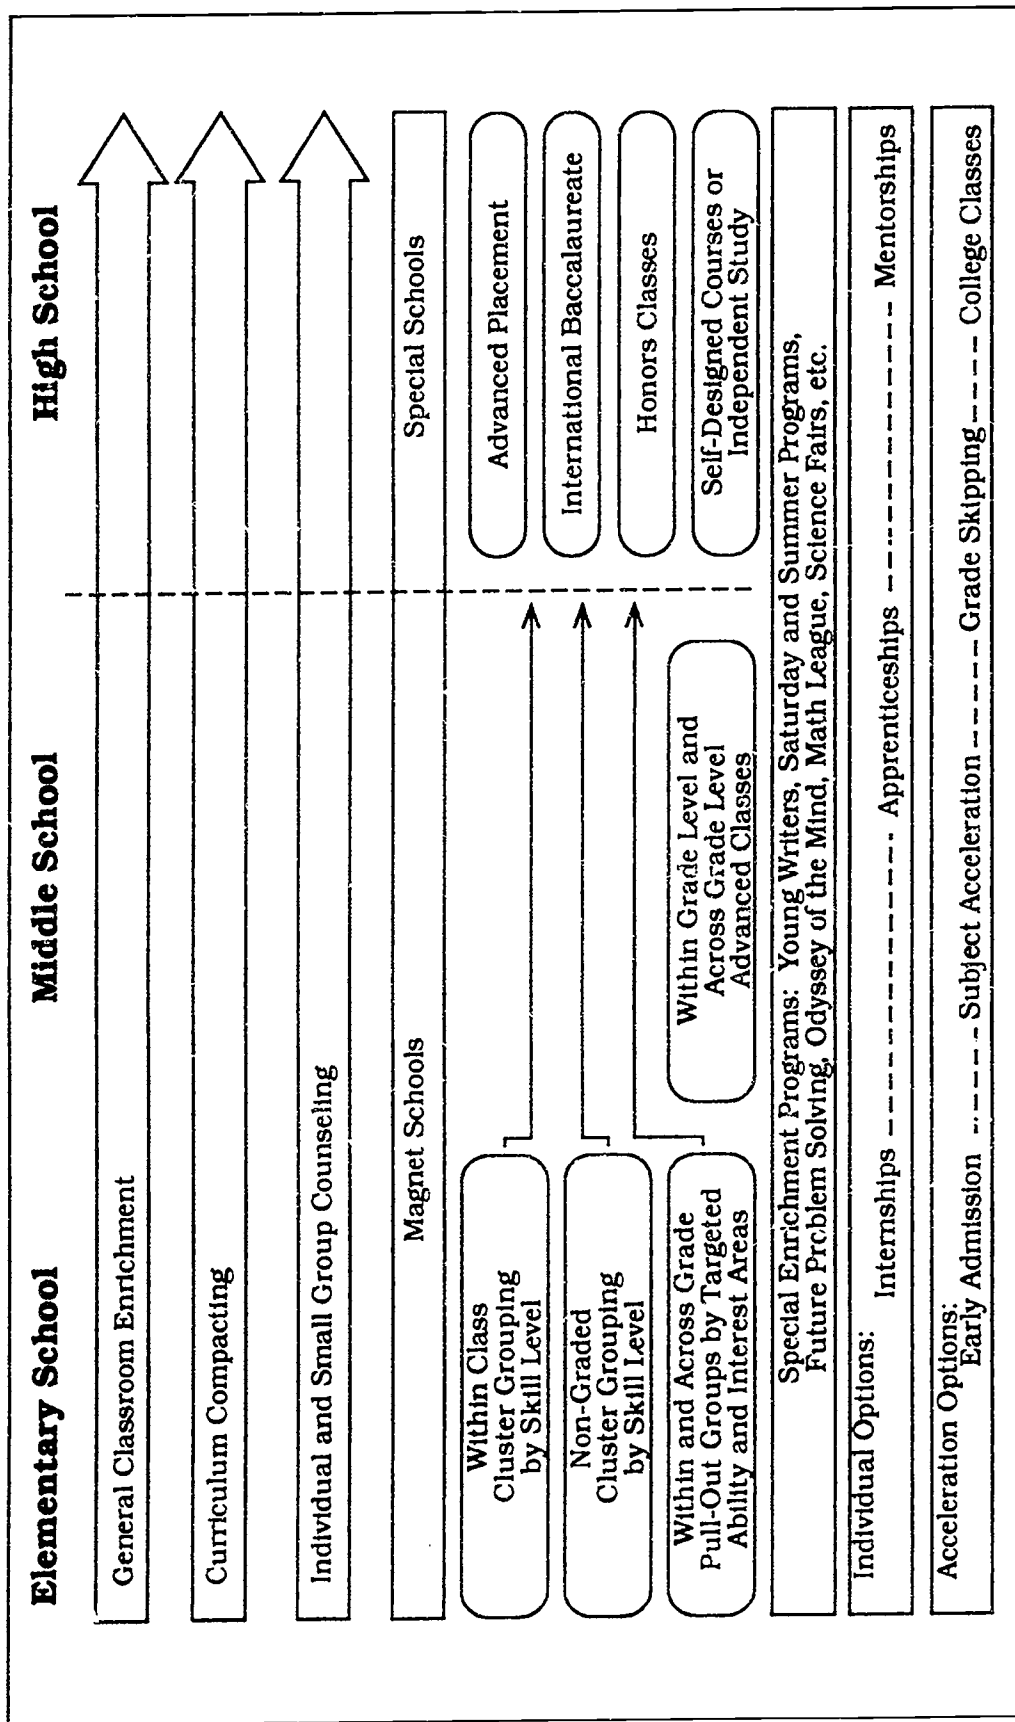 Elementary School
Middle School
High School
General Classroom Enrichment
Curriculum Compacting
Individual and Small Group Counseling
Magnet Schools
Special Schools
Within Class
Cluster Grouping
by Skill Level
Non-Graded
Cluster Grouping
by Skill Level
Within and Across Grade
Pull-Out Groups by Targeted
Ability and Interest Areas
Within Grade Level and
Across Grade Level
Advanced Classes
Advanced Placement
International Baccalaureate
Honors Classes
Self-Designed Courses or
Independent Study
Special Enrichment Programs: Young Writers, Saturday and Summer Programs,
Future Problem Solving, Odyssey of the Mind, Math League, Science Fairs, etc.
Individual Options:
Internships ---------------- Apprenticeships ---------------- Mentorships
Acceleration Options:
Early Admission ------ Subject Acceleration ------ Grade Skipping ---- College Classes